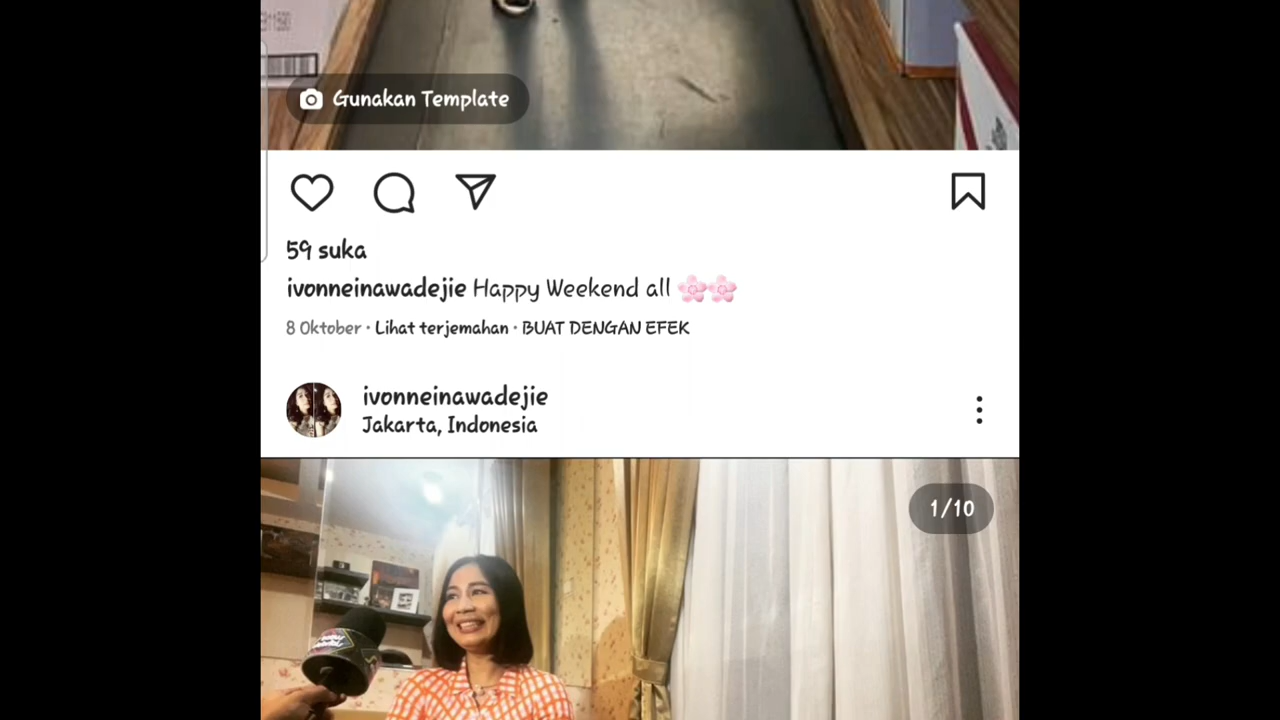 Gunakan Template
59 suka
ivonneinawadejie Happy Weekend all 🌸🌸
8 Oktober · Lihat terjemahan · BUAT DENGAN EFEK
ivonneinawadejie
Jakarta, Indonesia
1/10